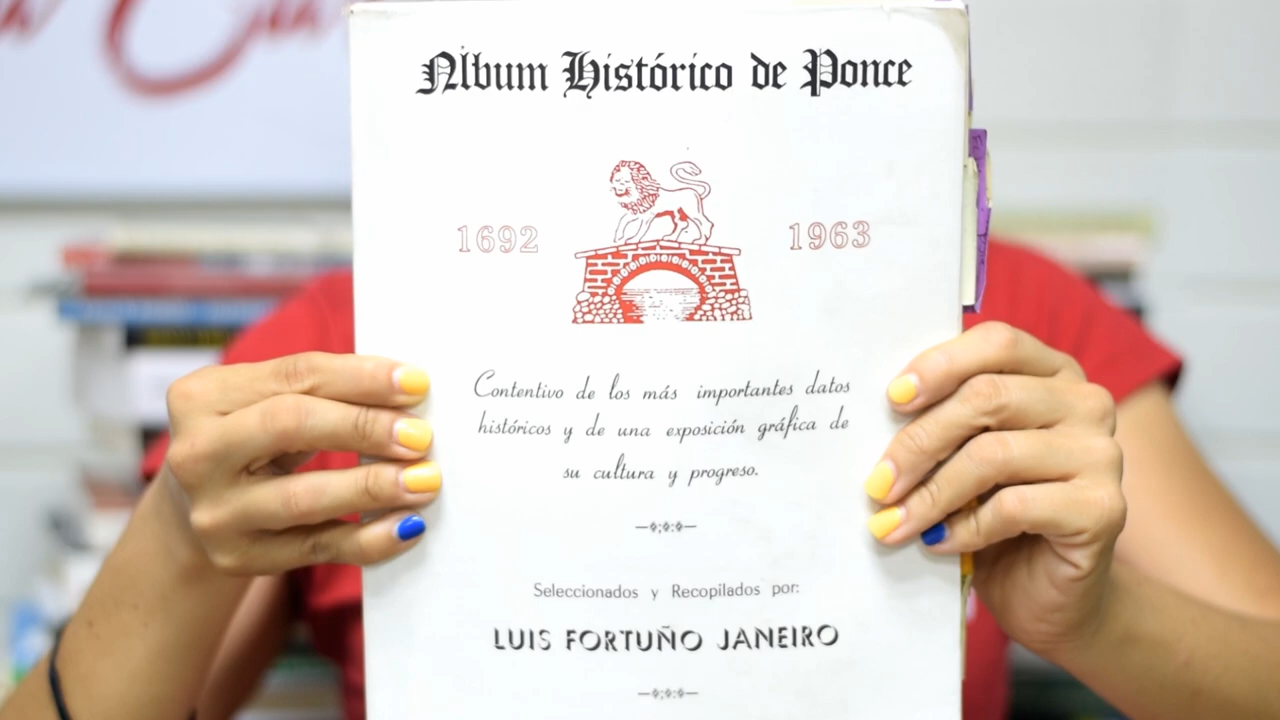 Album Histórico de Ponce
1692 1963
Contentivo de los más importantes datos
históricos y de una exposición gráfica de
su cultura y progreso.
Seleccionados y Recopilados por:
LUIS FORTUÑO JANEIRO